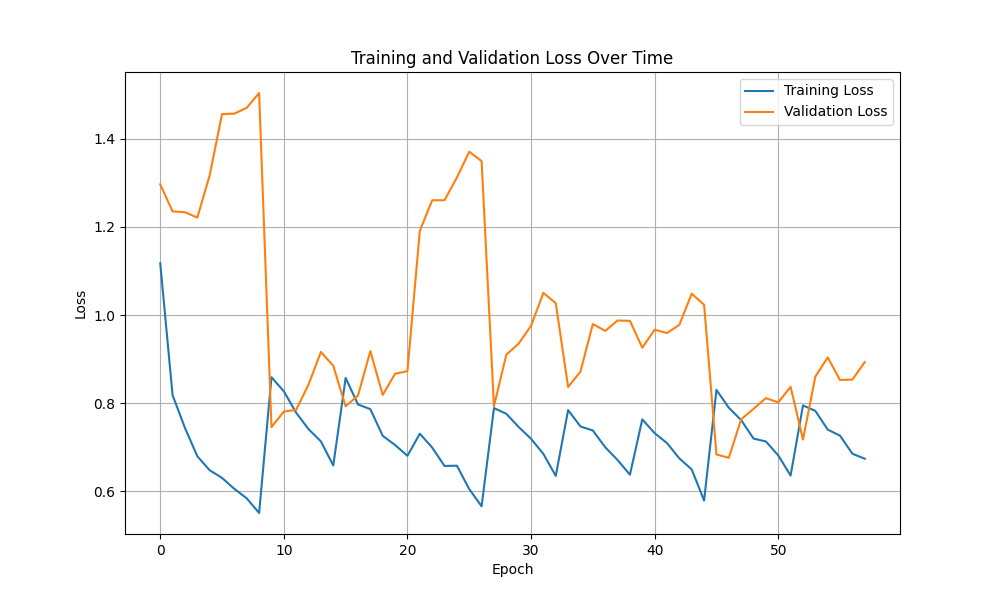 Training and Validation Loss Over Time
Training Loss
Validation Loss
1.4
1.2
1.0
0.8
0.6
Loss
0
10
20
30
40
50
Epoch